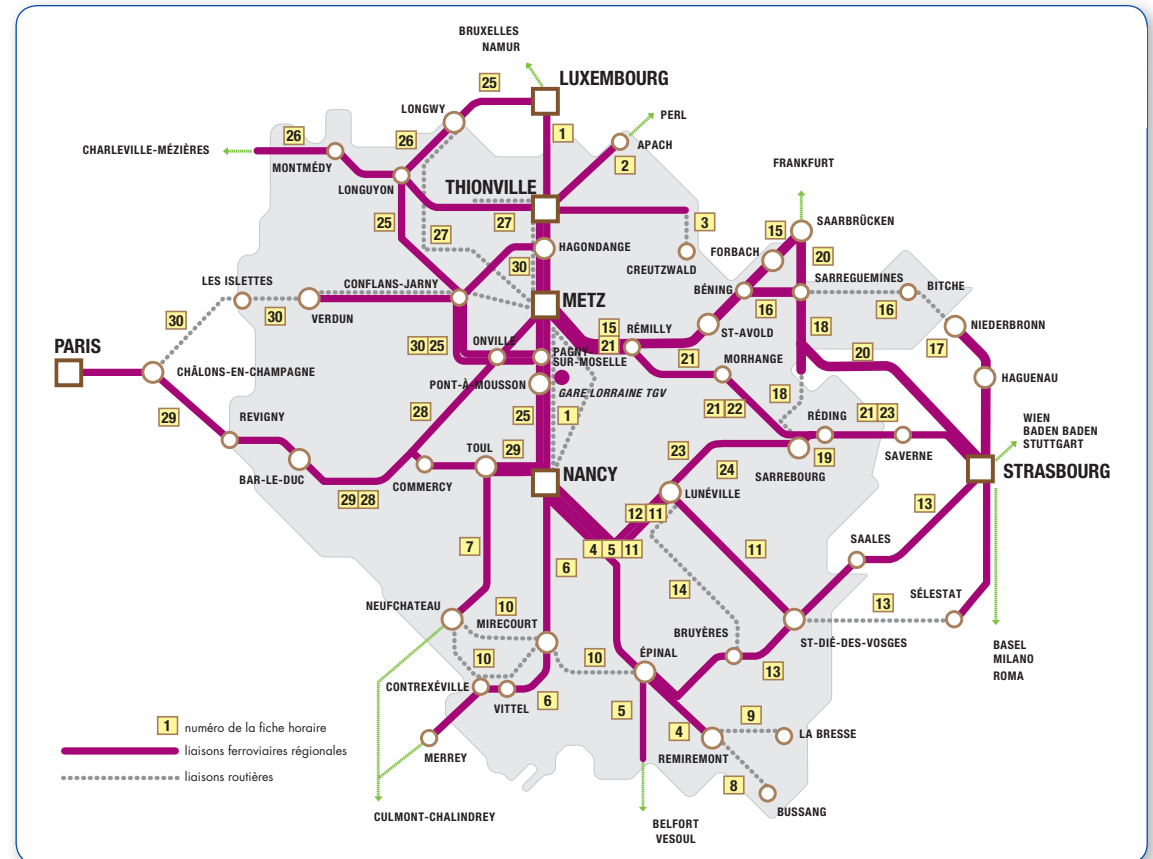 BRUXELLES
NAMUR
LUXEMBOURG
25
LONGWY
1
PERL
26
26
APACH
CHARLEVILLE-MÉZIÈRES
MONTMÉDY
2
FRANKFURT
LONGUYON
THIONVILLE
25
27
27
3
15
SAARBRÜCKEN
HAGONDANGE
CREUTZWALD
FORBACH
20
30
LES ISLETTES
CONFLANS-JARNY
SARREGUEMINES
BÉNING
BITCHE
30
VERDUN
METZ
16
16
30
15
RÉMILLY
ST-AVOLD
18
NIEDERBRONN
17
PARIS
30 25
ONVILLE
21
PAGNY
SUR-MOSELLE
21
MORHANGE
20
HAGUENAU
CHÂLONS-EN-CHAMPAGNE
PONT-À-MOUSSON
GARE LORRAINE TGV
18
28
25
1
21 22
RÉDING
21 23
WIEN
BADEN BADEN
STUTTGART
29
REVIGNY
TOUL
29
23
SAVERNE
19
BAR-LE-DUC
COMMERCY
24
SARREBOURG
STRASBOURG
NANCY
29 28
LUNÉVILLE
12 11
13
7
4 5 11
11
SAALES
6
14
SÉLESTAT
NEUFCHATEAU
10
MIRECOURT
13
BRUYÈRES
ST-DIÉ-DES-VOSGES
BASEL
MILANO
ROMA
10
10
ÉPINAL
13
CONTREXÉVILLE
VITTEL
6
5
9
LA BRESSE
4
REMIREMONT
MERREY
8
BUSSANG
1 numéro de la fiche horaire
liaisons ferroviaires régionales
liaisons routières
CULMONT-CHALINDREY
BELFORT
VESOUL